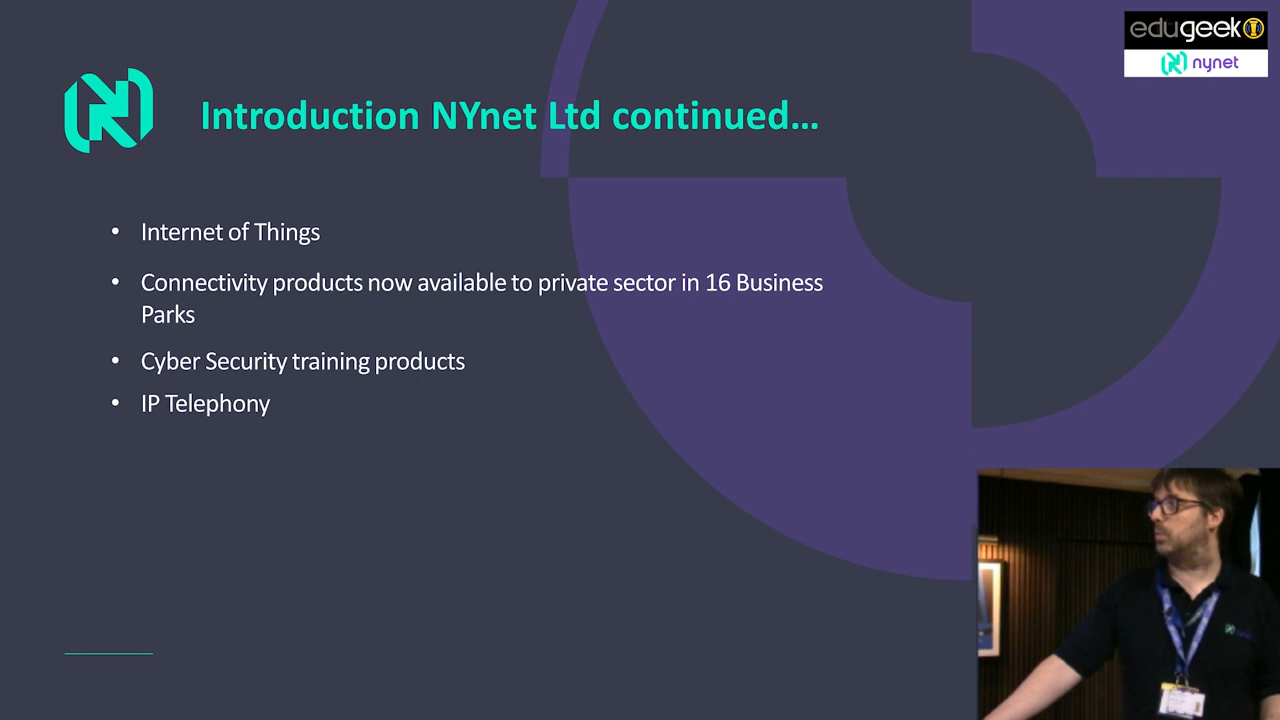 edugeek
nynet
Introduction NYnet Ltd continued...
• Internet of Things
• Connectivity products now available to private sector in 16 Business
Parks
• Cyber Security training products
• IP Telephony